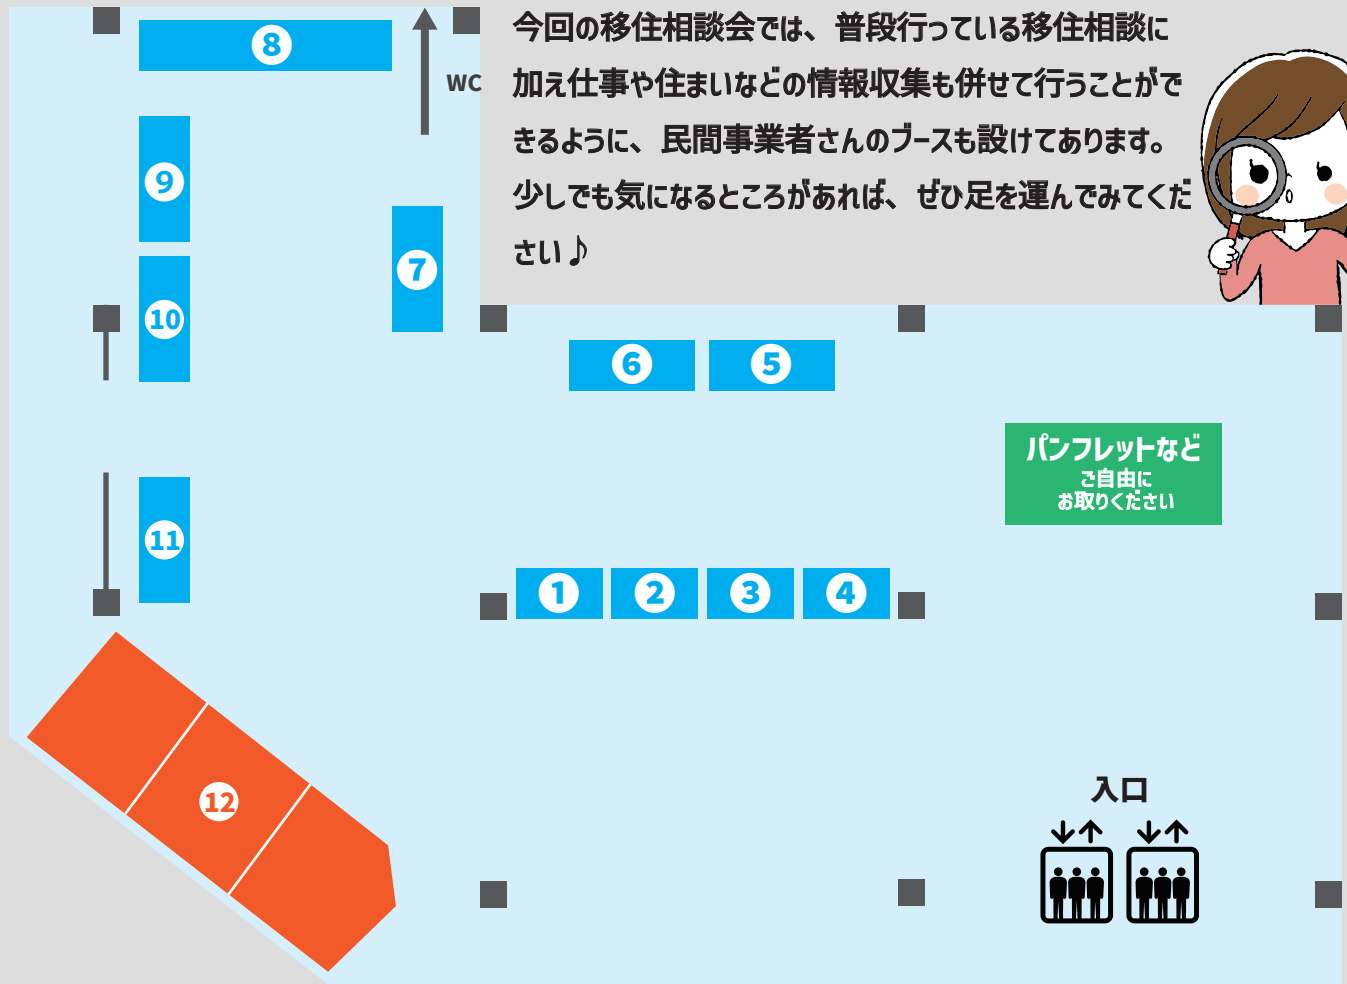 今回の移住相談会では、普段行っている移住相談に
加え仕事や住まいなどの情報収集も併せて行うことがで
きるように、民間事業者さんのブースも設けてあります。
少しでも気になるところがあれば、ぜひ足を運んでみてくだ
さい♪
8
WC
9
7
10
6
5
パンフレットなど
ご自由に
お取りください
11
1
2
3
4
12
入口